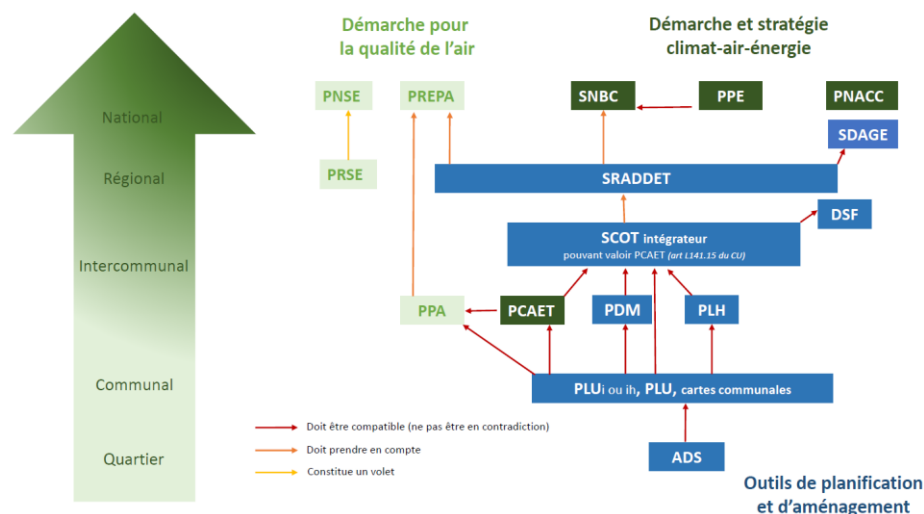 Démarche pour
la qualité de l'air
Démarche et stratégie
climat-air-énergie
National
PNSE
PREPA
SNBC
PPE
PNACC
SDAGE
Régional
PRSE
SRADDET
DSF
Intercommunal
SCOT intégrateur
pouvant valoir PCAET (art L141.15 du CU)
PPA
PCAET
PDM
PLH
Communal
PLUi ou ih, PLU, cartes communales
Quartier
Doit être compatible (ne pas être en contradiction)
Doit prendre en compte
Constitue un volet
ADS
Outils de planification
et d'aménagement